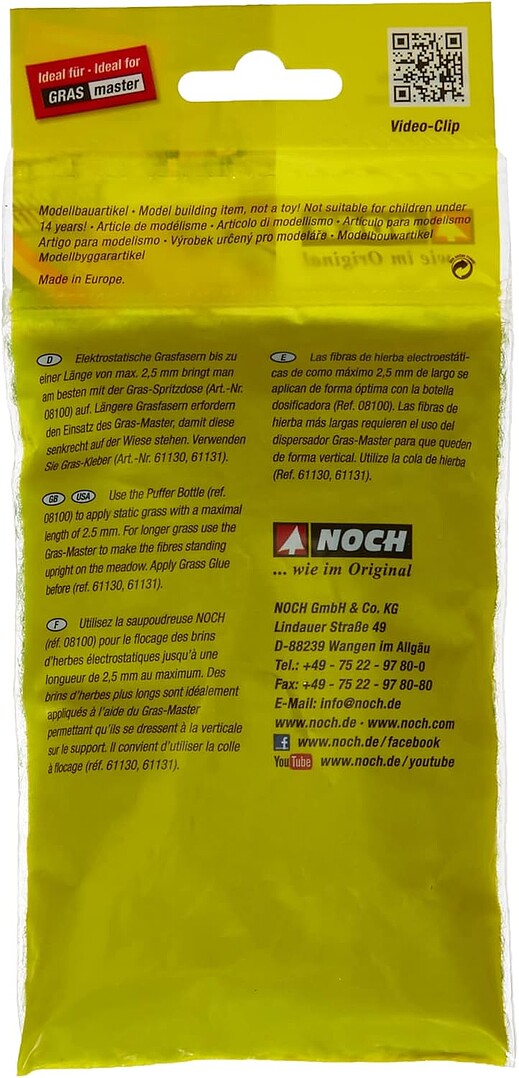 Ideal für · Ideal for
GRAS master
Video-Clip
Modellbauartikel · Model building item, not a toy! Not suitable for children under
14 years! · Article de modélisme · Articolo di modellismo · Artículo para modelismo
Artigo para modelismo · Výrobek určený pro modeláře · Modelbouwartikel
Modellbyggarartikel
Made in Europe.
wie im Original
D Elektrostatische Grasfasern bis zu
einer Länge von max. 2,5 mm bringt man
am besten mit der Gras-Spritzdose (Art.-Nr.
08100) auf. Längere Grasfasern erfordern
den Einsatz des Gras-Master, damit diese
senkrecht auf der Wiese stehen. Verwenden
Sie Gras-Kleber (Art.-Nr. 61130, 61131).
GB USA Use the Puffer Bottle (ref.
08100) to apply static grass with a maximal
length of 2.5 mm. For longer grass use the
Gras-Master to make the fibres standing
upright on the meadow. Apply Grass Glue
before (ref. 61130, 61131).
F Utilisez la saupoudreuse NOCH
(réf. 08100) pour le flocage des brins
d'herbes électrostatiques jusqu'à une
longueur de 2,5 mm au maximum. Des
brins d'herbes plus longs sont idéalement
appliqués à l'aide du Gras-Master
permettant qu'ils se dressent à la verticale
sur le support. Il convient d'utiliser la colle
à flocage (réf. 61130, 61131).
E Las fibras de hierba electroestáti-
cas de como máximo 2,5 mm de largo se
aplican de forma óptima con la botella
dosificadora (Ref. 08100). Las fibras de
hierba más largas requieren el uso del
dispersador Gras-Master para que queden
de forma vertical. Utilize la cola de hierba
(Ref. 61130, 61131).
NOCH
... wie im Original
NOCH GmbH & Co. KG
Lindauer Straße 49
D-88239 Wangen im Allgäu
Tel.: +49 - 75 22 - 97 80-0
Fax: +49 - 75 22 - 97 80-80
E-Mail: info@noch.de
www.noch.de · www.noch.com
f www.noch.de/facebook
YouTube www.noch.de/youtube